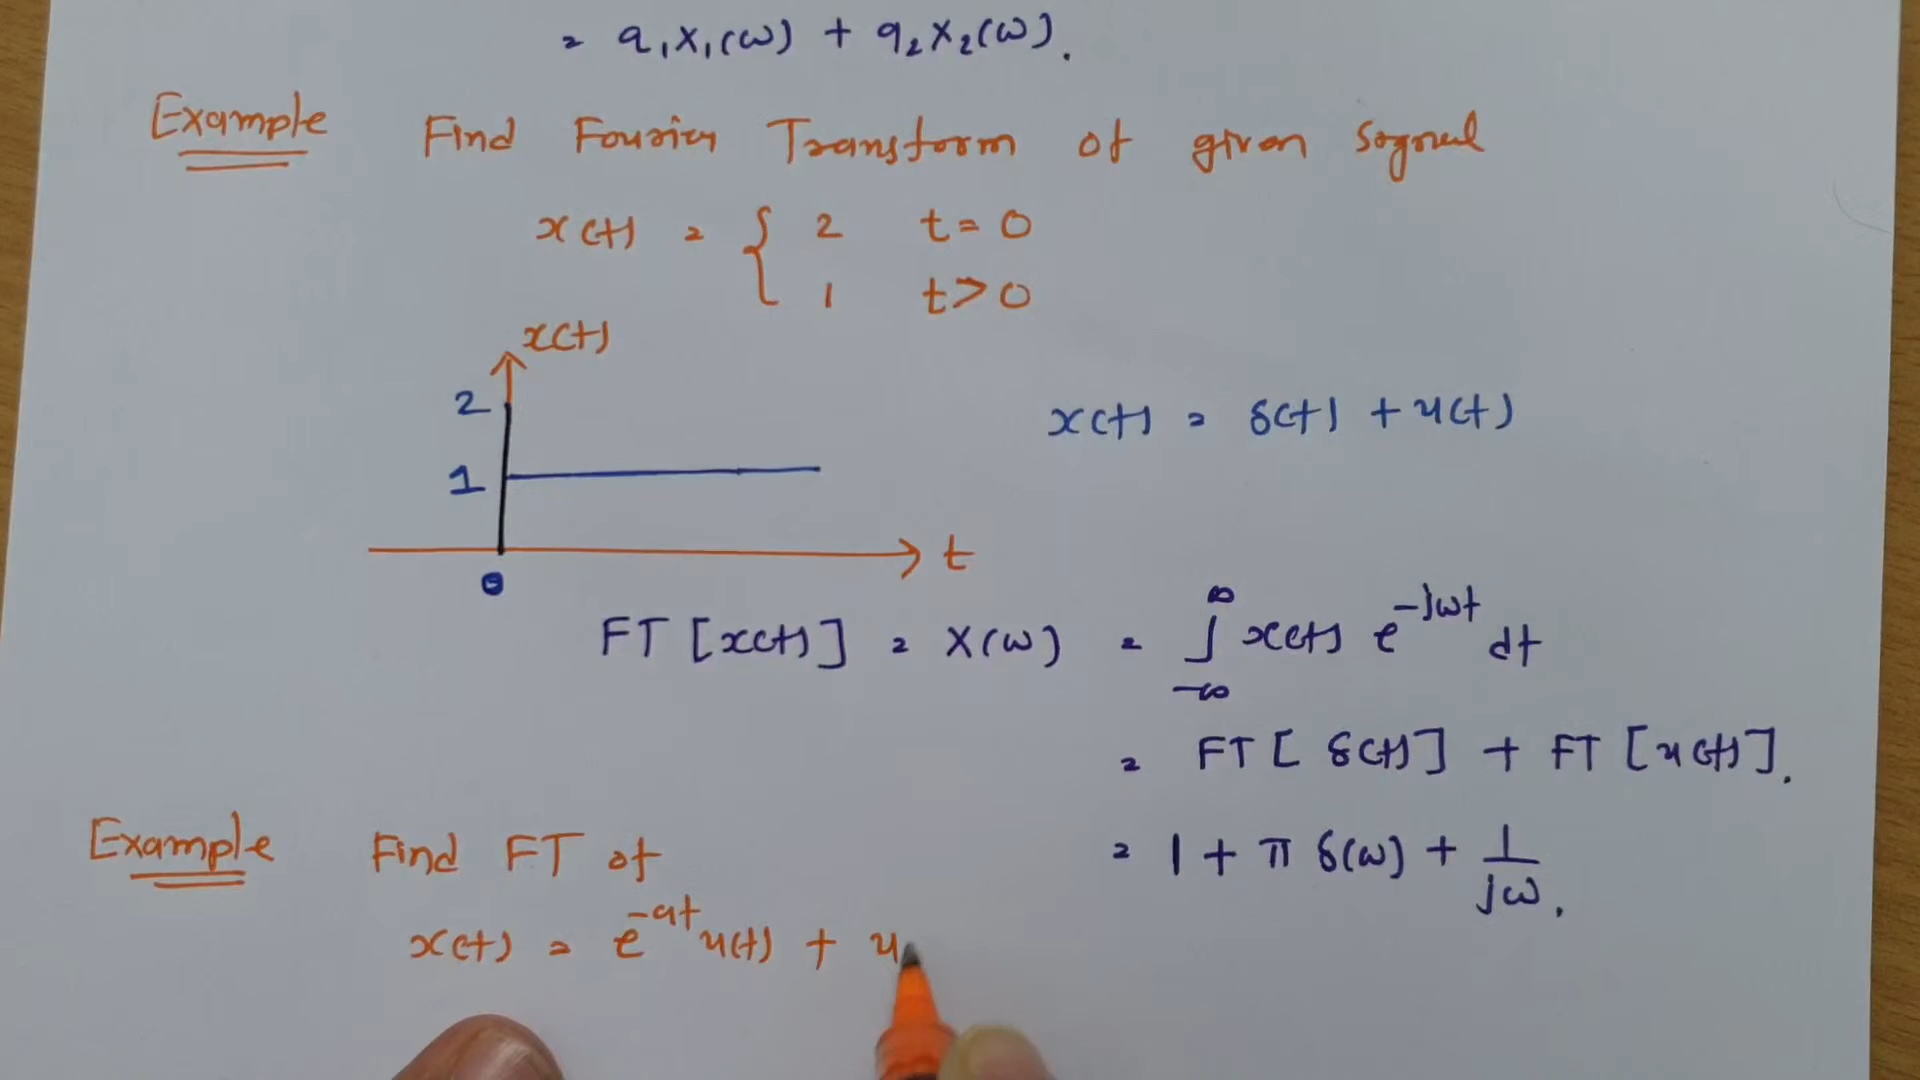 = a₁X₁(ω) + a₂X₂(ω).
Example Find Fourier Transform of given signal
x(t) = { 2 t = 0
1 t > 0
x(t)
2
x(t) = δ(t) + u(t)
1
t
0
FT [x(t)] = X(ω) = ∫_{-∞}^{∞} x(t) e^{-jωt} dt
= FT [ δ(t)] + FT [u(t)].
Example Find FT of
= 1 + π δ(ω) + 1/jω.
x(t) = e^{-at} u(t) + u